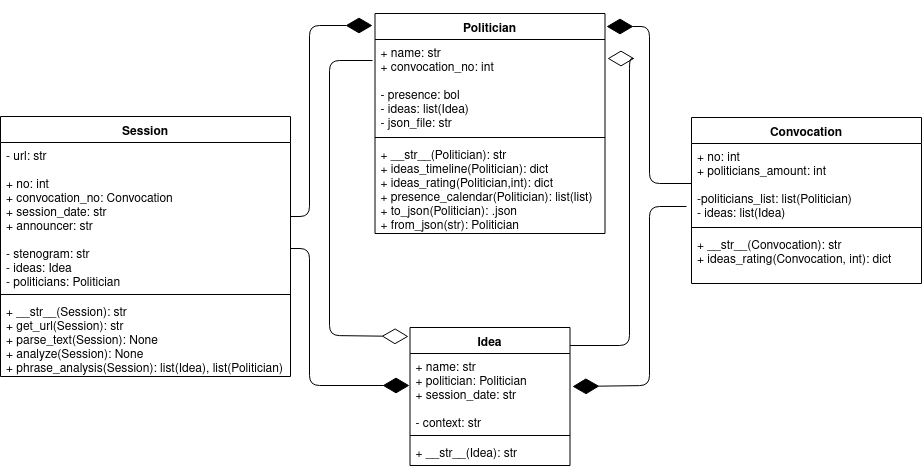 Politician
+ name: str
+ convocation_no: int
- presence: bol
- ideas: list(Idea)
- json_file: str
+ __str__(Politician): str
+ ideas_timeline(Politician): dict
+ ideas_rating(Politician,int): dict
+ presence_calendar(Politician): list(list)
+ to_json(Politician): .json
+ from_json(str): Politician
Session
- url: str
+ no: int
+ convocation_no: Convocation
+ session_date: str
+ announcer: str
- stenogram: str
- ideas: Idea
- politicians: Politician
+ __str__(Session): str
+ get_url(Session): str
+ parse_text(Session): None
+ analyze(Session): None
+ phrase_analysis(Session): list(Idea), list(Politician)
Convocation
+ no: int
+ politicians_amount: int
-politicians_list: list(Politician)
- ideas: list(Idea)
+ __str__(Convocation): str
+ ideas_rating(Convocation, int): dict
Idea
+ name: str
+ politician: Politician
+ session_date: str
- context: str
+ __str__(Idea): str